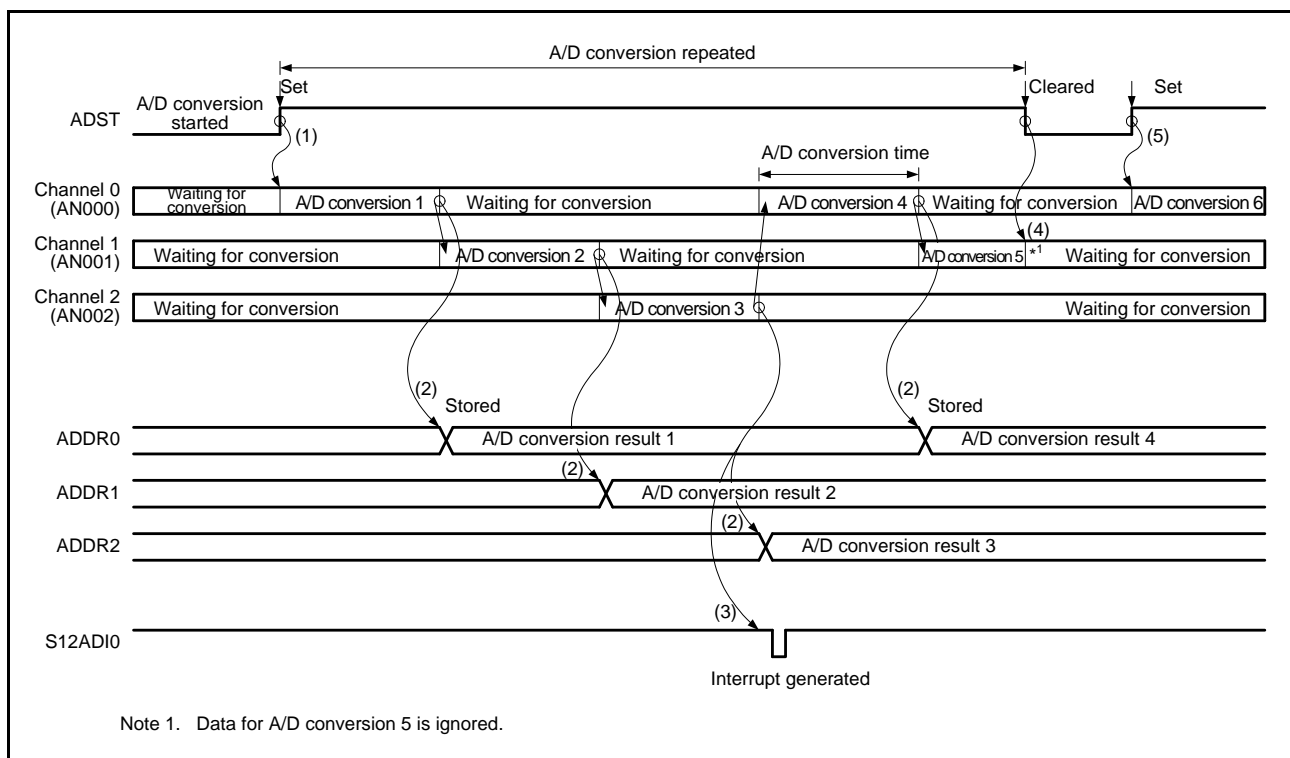 A/D conversion repeated
Set
Cleared
Set
ADST
A/D conversion
started
(1)
(5)
A/D conversion time
Channel 0
(AN000)
Waiting for
conversion
A/D conversion 1
Waiting for conversion
A/D conversion 4
Waiting for conversion
A/D conversion 6
(4)
Channel 1
(AN001)
Waiting for conversion
A/D conversion 2
Waiting for conversion
A/D conversion 5
*1
Waiting for conversion
Channel 2
(AN002)
Waiting for conversion
A/D conversion 3
Waiting for conversion
(2)
Stored
(2)
Stored
ADDR0
A/D conversion result 1
A/D conversion result 4
(2)
ADDR1
A/D conversion result 2
(2)
ADDR2
A/D conversion result 3
(3)
S12ADI0
Interrupt generated
Note 1. Data for A/D conversion 5 is ignored.